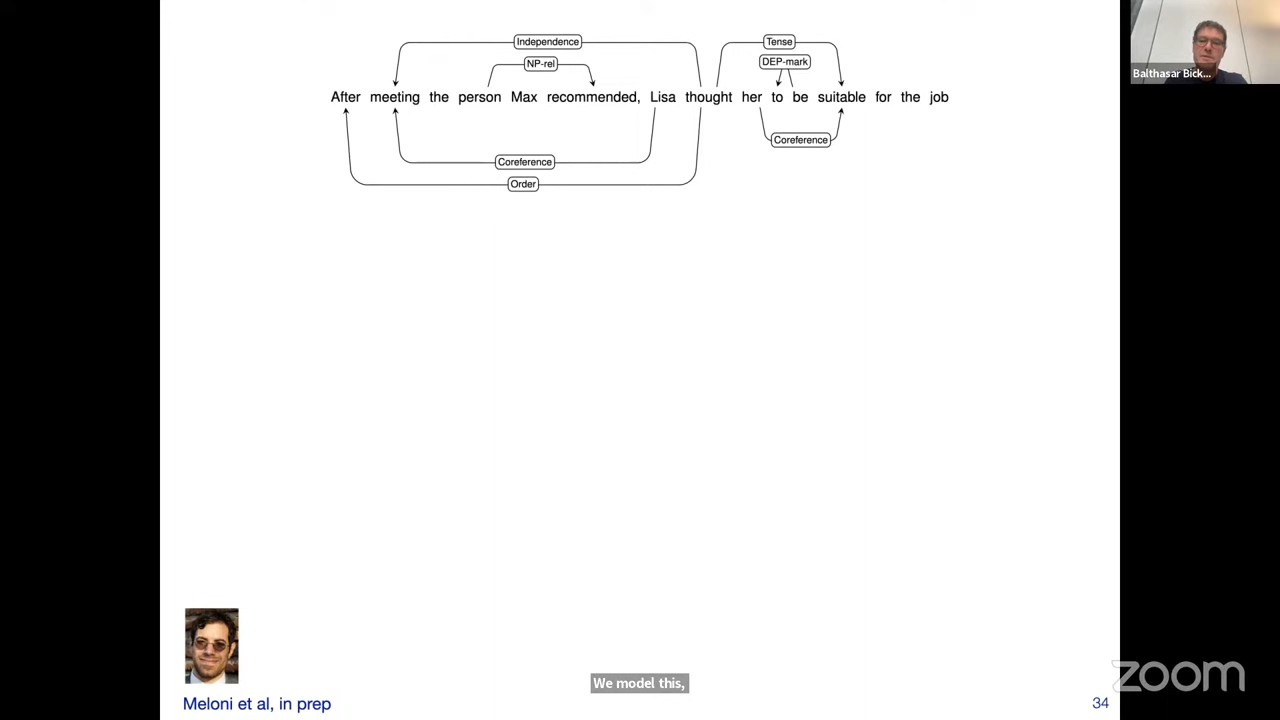 Independence
Tense
NP-rel
DEP-mark
Balthasar Bick...
After meeting the person Max recommended, Lisa thought her to be suitable for the job
Coreference
Coreference
Order
We model this,
Meloni et al, in prep
34
zoom